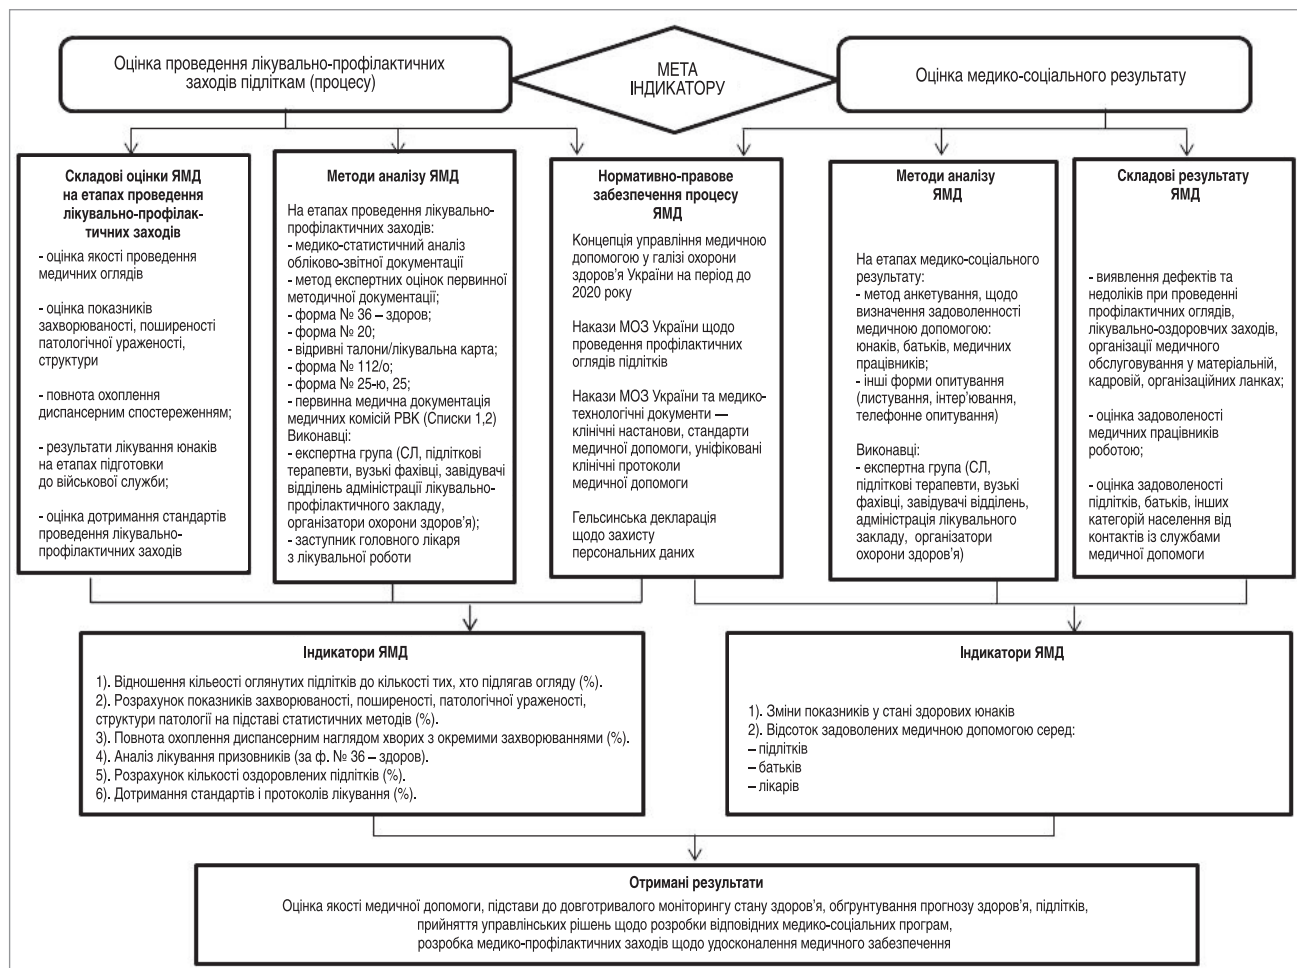 Оцінка проведення лікувально-профілактичних
заходів підліткам (процесу)
МЕТА
ІНДИКАТОРУ
Оцінка медико-соціального результату
Складові оцінки ЯМД
на етапах проведення
лікувально-профілак-
тичних заходів
- оцінка якості проведення
медичних оглядів
- оцінка показників
захворюваності, поширеності
патологічної ураженості,
структури
- повнота охоплення
диспансерним спостереженням;
- результати лікування юнаків
на етапах підготовки
до військової служби;
- оцінка дотримання стандартів
проведення лікувально-
профілактичних заходів
Методи аналізу ЯМД
На етапах проведення лікувально-
профілактичних заходів:
- медико-статистичний аналіз
обліково-звітної документації
- метод експертних оцінок первинної
методичної документації;
- форма № 36 – здоров;
- форма № 20;
- відривні талони/лікувальна карта;
- форма № 112/о;
- форма № 25-ю, 25;
- первинна медична документація
медичних комісій РВК (Списки 1,2)
Виконавці:
- експертна група (СЛ, підліткові
терапевти, вузькі фахівці, завідувачі
відділень адміністрації лікувально-
профілактичного закладу,
організатори охорони здоров’я);
- заступник головного лікаря
з лікувальної роботи
Нормативно-правове
забезпечення процесу
ЯМД
Концепція управління медичною
допомогою у галізі охорони
здоров’я України на період до
2020 року
Накази МОЗ України щодо
проведення профілактичних
оглядів підлітків
Накази МОЗ України та медико-
технологічні документи —
клінічні настанови, стандарти
медичної допомоги, уніфіковані
клінічні протоколи
медичної допомоги
Гельсинська декларація
щодо захисту
персональних даних
Методи аналізу
ЯМД
На етапах медико-соціального
результату:
- метод анкетування, щодо
визначення задоволеності
медичною допомогою:
юнаків, батьків, медичних
працівників;
- інші форми опитування
(листування, інтер’ювання,
телефонне опитування)
Виконавці:
- експертна група (СЛ,
підліткові терапевти, вузькі
фахівці, завідувачі відділень,
адміністрація лікувального
закладу, організатори
охорони здоров’я)
Складові результату
ЯМД
- виявлення дефектів та
недоліків при проведенні
профілактичних оглядів,
лікувально-оздоровчих заходів,
організації медичного
обслуговування у матеріальній,
кадровій, організаційних ланках;
- оцінка задоволеності
медичних працівників
роботою;
- оцінка задоволеності
підлітків, батьків, інших
категорій населення від
контактів із службами
медичної допомоги
Індикатори ЯМД
1). Відношення кільеості оглянутих підлітків до кількості тих, хто підлягав огляду (%).
2). Розрахунок показників захворюваності, поширеності, патологічної ураженості,
структури патології на підставі статистичних методів (%).
3). Повнота охоплення диспансерним наглядом хворих з окремими захворюваннями (%).
4). Аналіз лікування призовників (за ф. № 36 – здоров).
5). Розрахунок кількості оздоровлених підлітків (%).
6). Дотримання стандартів і протоколів лікування (%).
Індикатори ЯМД
1). Зміни показників у стані здорових юнаків
2). Відсоток задоволених медичною допомогою серед:
– підлітків
– батьків
– лікарів
Отримані результати
Оцінка якості медичної допомоги, підстави до довготривалого моніторингу стану здоров’я, обґрунтування прогнозу здоров’я, підлітків,
прийняття управлінських рішень щодо розробки відповідних медико-соціальних програм,
розробка медико-профілактичних заходів щодо удосконалення медичного забезпечення